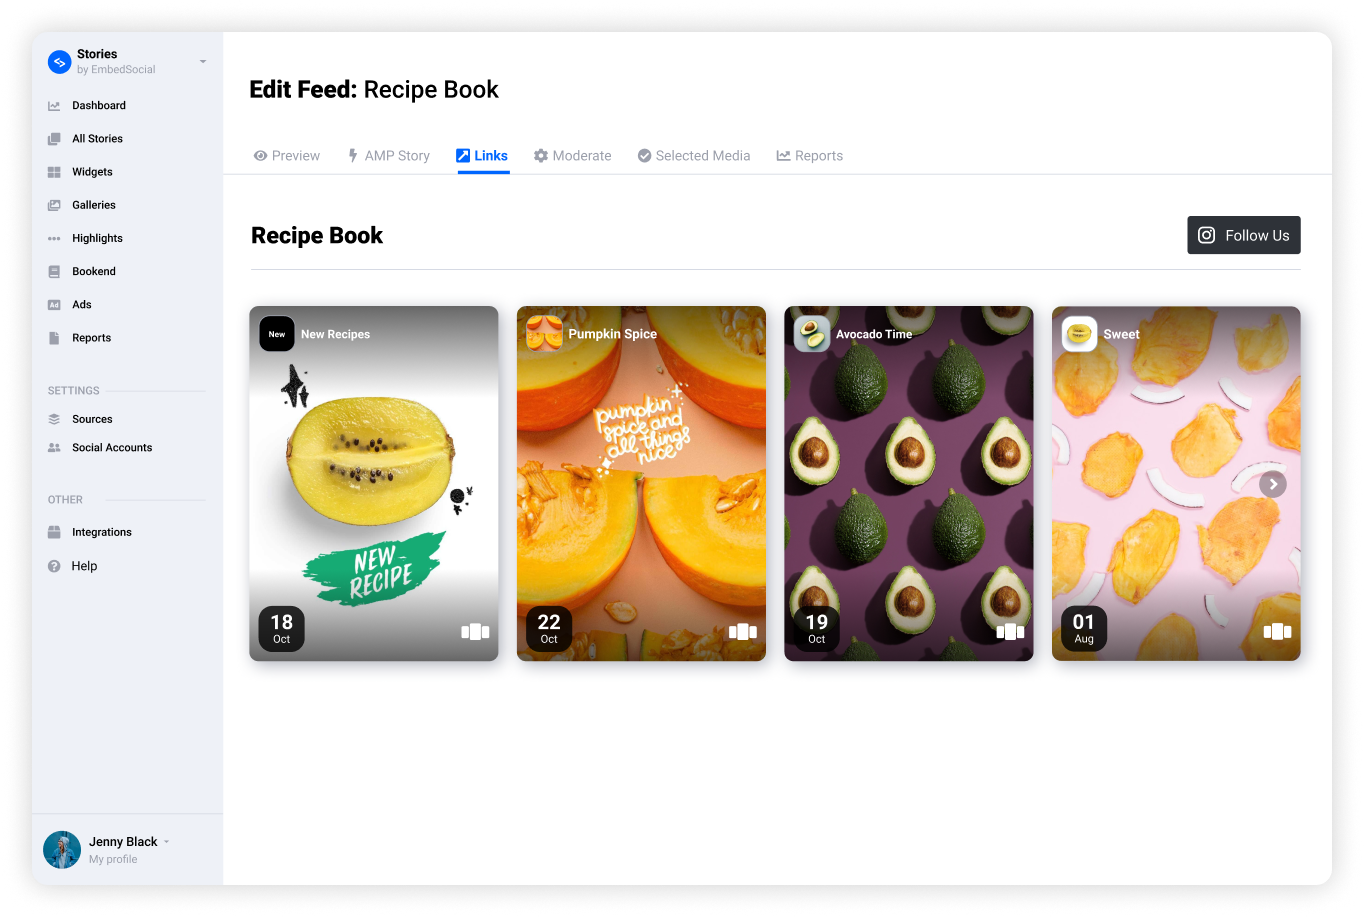 Stories
by EmbedSocial
Dashboard
All Stories
Widgets
Galleries
Highlights
Bookend
Ad Ads
Reports
SETTINGS
Sources
Social Accounts
OTHER
Integrations
? Help
Jenny Black
My profile
Edit Feed: Recipe Book
Preview AMP Story Links Moderate Selected Media Reports
Recipe Book
Follow Us
New New Recipes
NEW
RECIPE
18
Oct
Pumpkin Spice
pumpkin
spice and
all things
nice
22
Oct
Avocado Time
19
Oct
Sweet
01
Aug